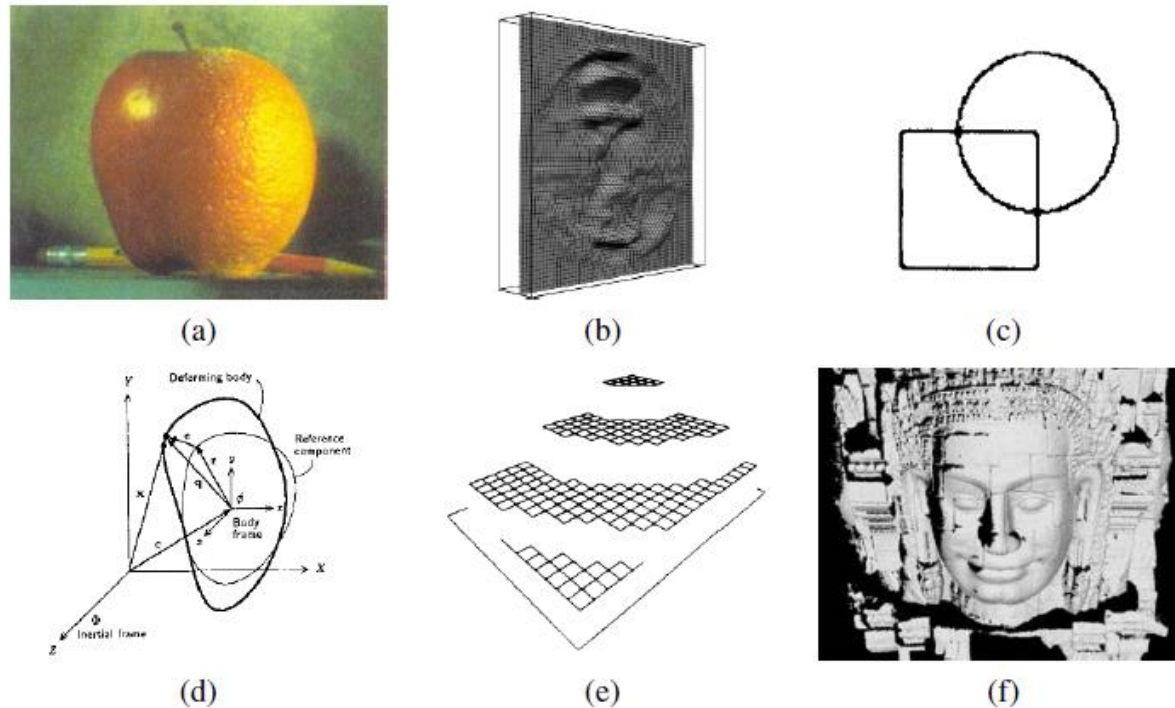 (a)
(b)
(c)
Y
Deforming body
Reference
component
e
r
y
q
ϕ
x
x
Body
frame
z
c
X
Φ
Inertial frame
Z
(d)
(e)
(f)